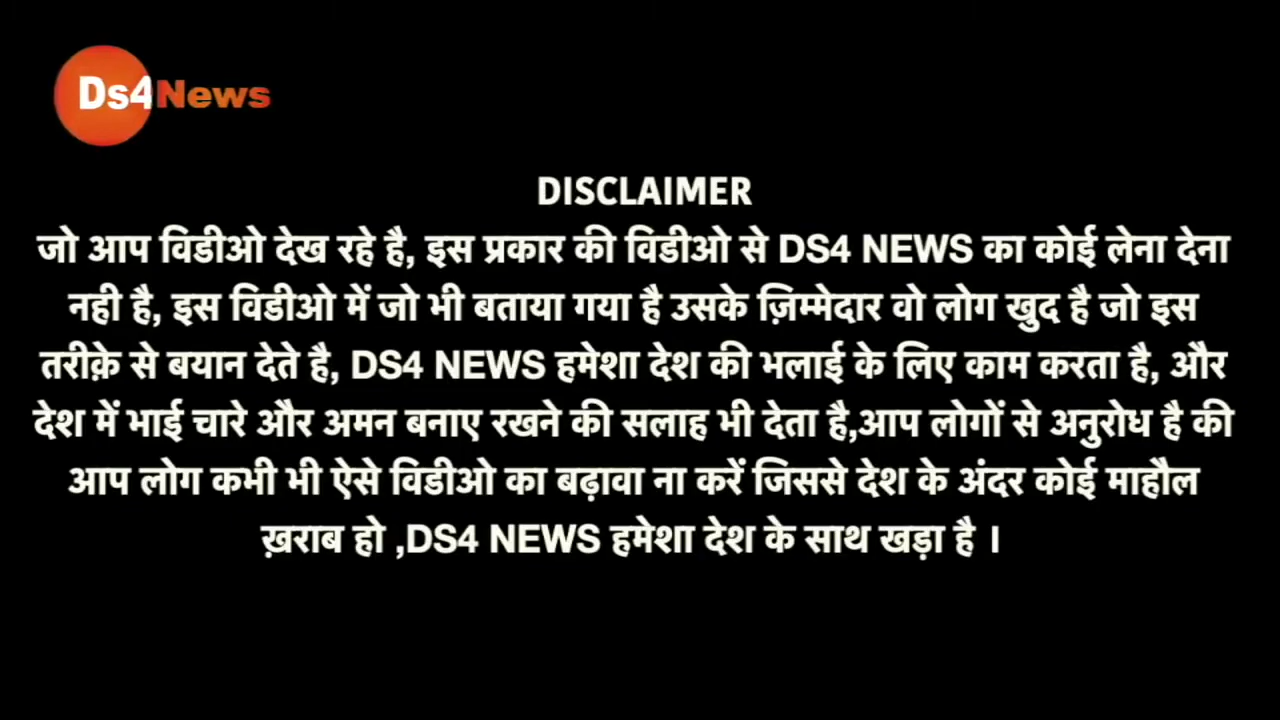 Ds4News
DISCLAIMER
जो आप विडीओ देख रहे है, इस प्रकार की विडीओ से DS4 NEWS का कोई लेना देना
नही है, इस विडीओ में जो भी बताया गया है उसके ज़िम्मेदार वो लोग खुद है जो इस
तरीक़े से बयान देते है, DS4 NEWS हमेशा देश की भलाई के लिए काम करता है, और
देश में भाई चारे और अमन बनाए रखने की सलाह भी देता है,आप लोगों से अनुरोध है की
आप लोग कभी भी ऐसे विडीओ का बढ़ावा ना करें जिससे देश के अंदर कोई माहौल
ख़राब हो ,DS4 NEWS हमेशा देश के साथ खड़ा है ।